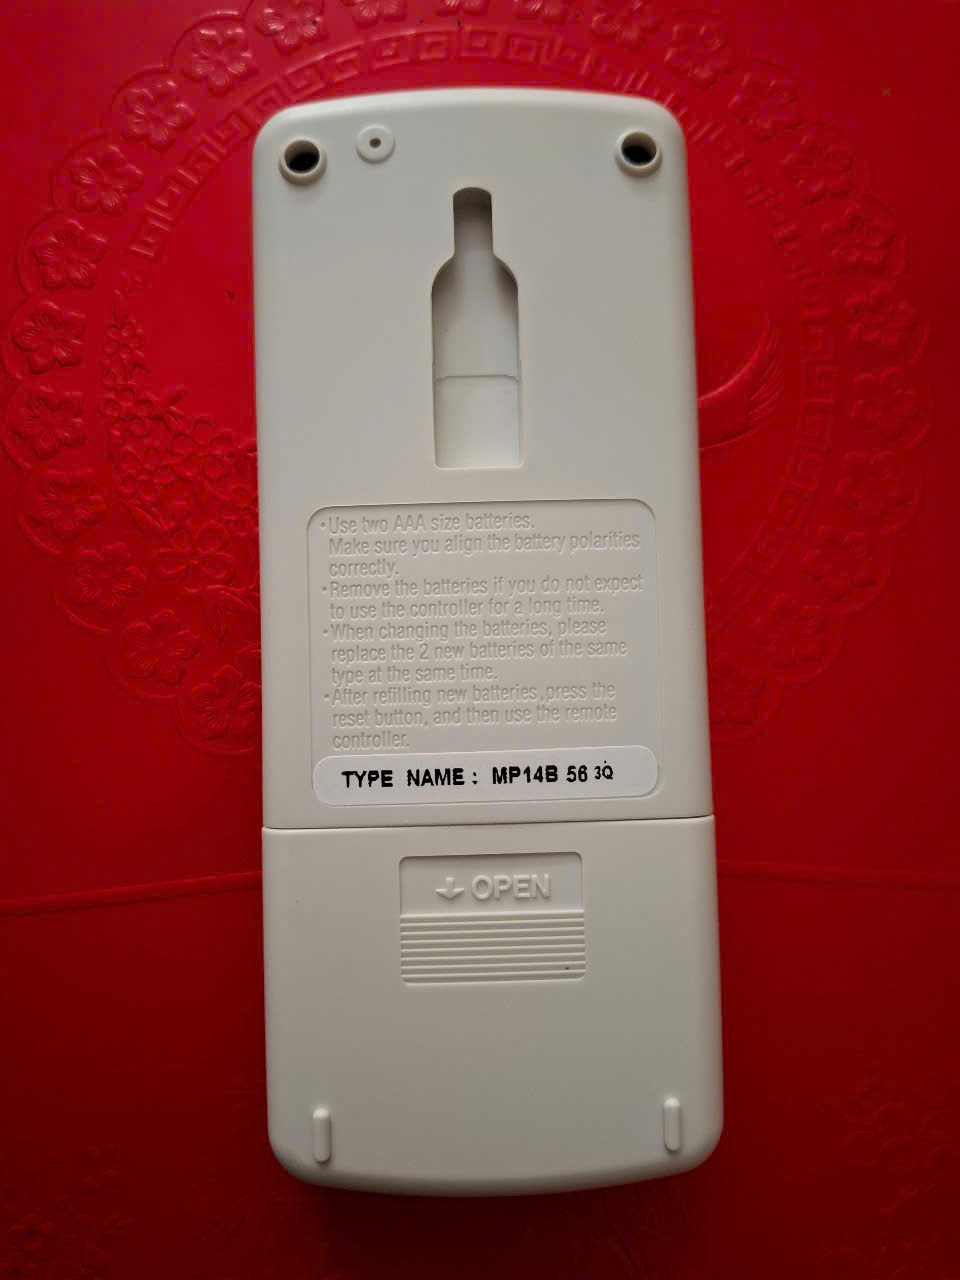 •Use two AAA size batteries.
Make sure you align the battery polarities
correctly.
•Remove the batteries if you do not expect
to use the controller for a long time.
•When changing the batteries, please
replace the 2 new batteries of the same
type at the same time.
•After refilling new batteries ,press the
reset button, and then use the remote
controller.
TYPE NAME : MP14B 56 3Q
↓ OPEN